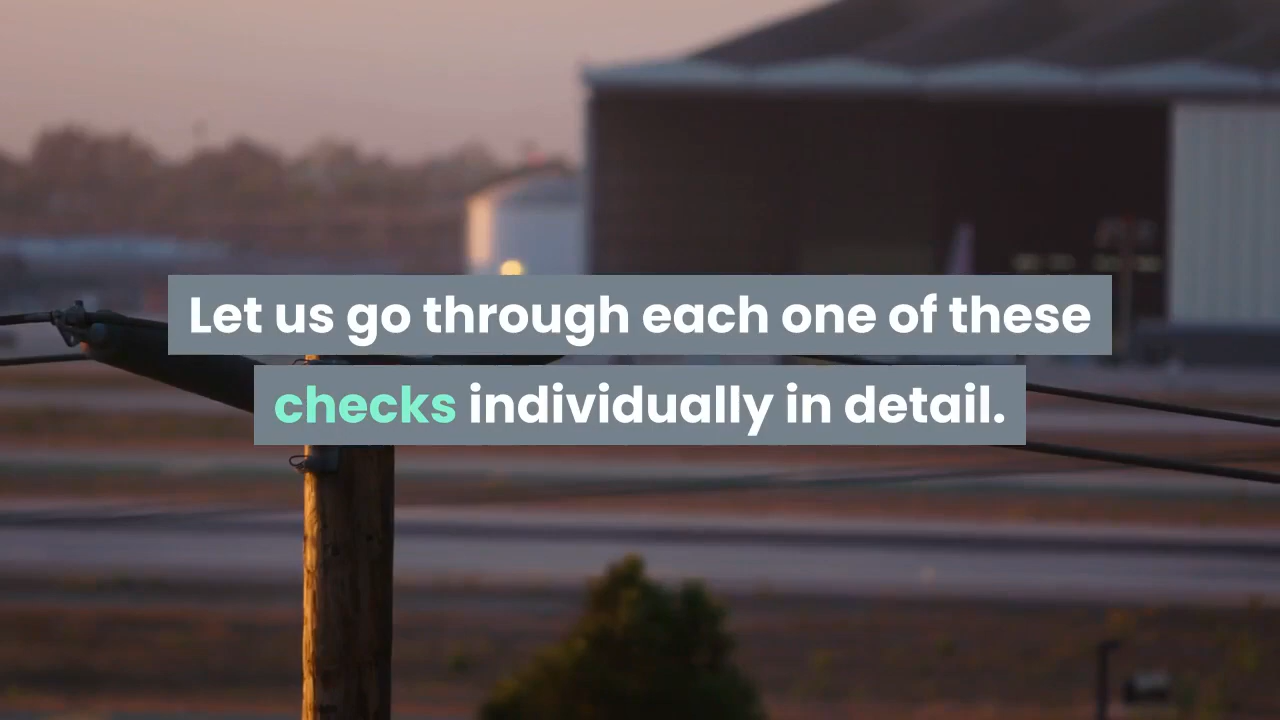 Let us go through each one of these
checks individually in detail.